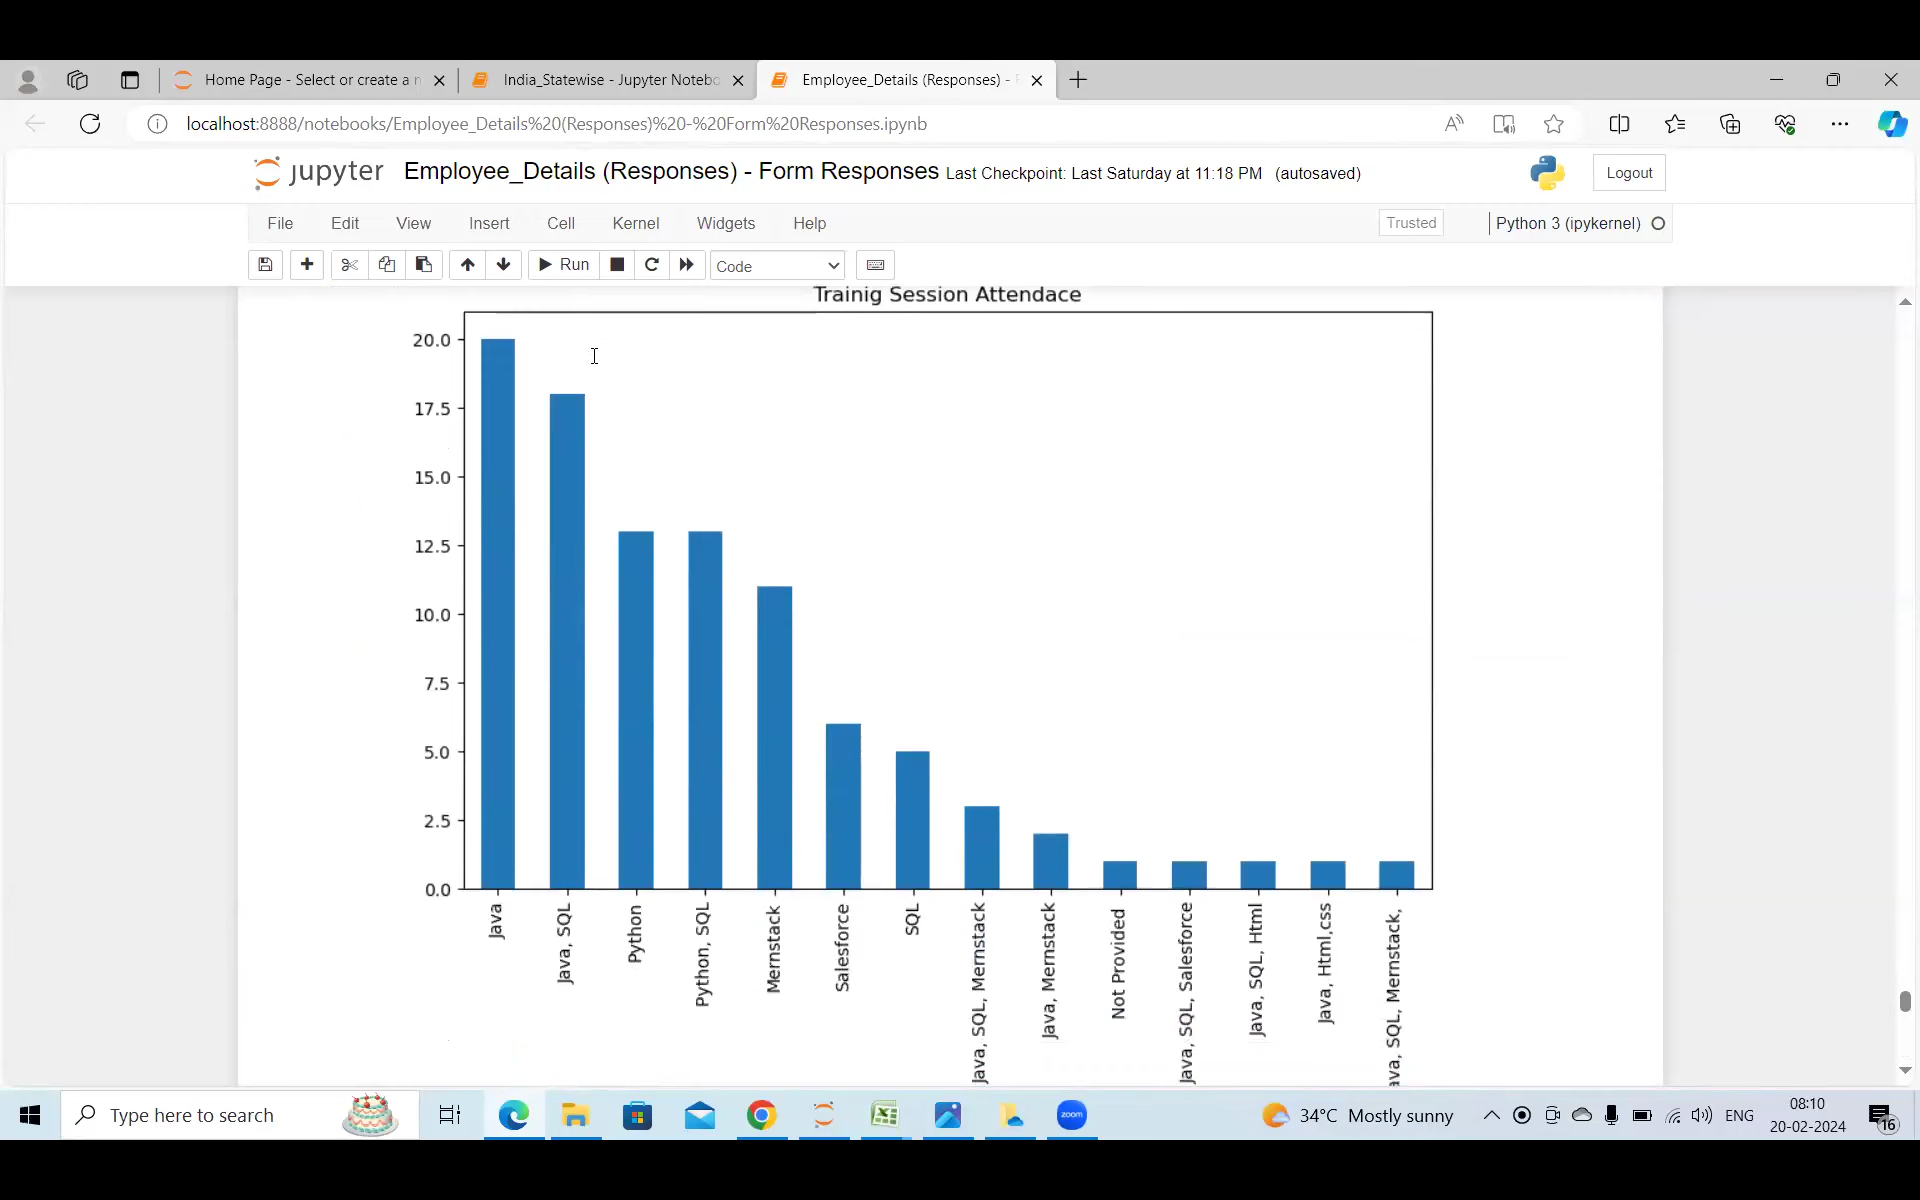 Home Page - Select or create a n
India_Statewise - Jupyter Notebo
Employee_Details (Responses) -
localhost:8888/notebooks/Employee_Details%20(Responses)%20-%20Form%20Responses.ipynb
jupyter Employee_Details (Responses) - Form Responses Last Checkpoint: Last Saturday at 11:18 PM (autosaved)
Logout
File Edit View Insert Cell Kernel Widgets Help
Trusted
Python 3 (ipykernel)
Run
Code
Trainig Session Attendace
20.0
17.5
15.0
12.5
10.0
7.5
5.0
2.5
0.0
Java
Java, SQL
Python
Python, SQL
Mernstack
Salesforce
SQL
Java, SQL, Mernstack
Java, Mernstack
Not Provided
Java, SQL, Salesforce
Java, SQL, Html
Java, Html,css
ava, SQL, Mernstack,
Type here to search
zoom
34°C Mostly sunny
ENG
08:10
20-02-2024
16